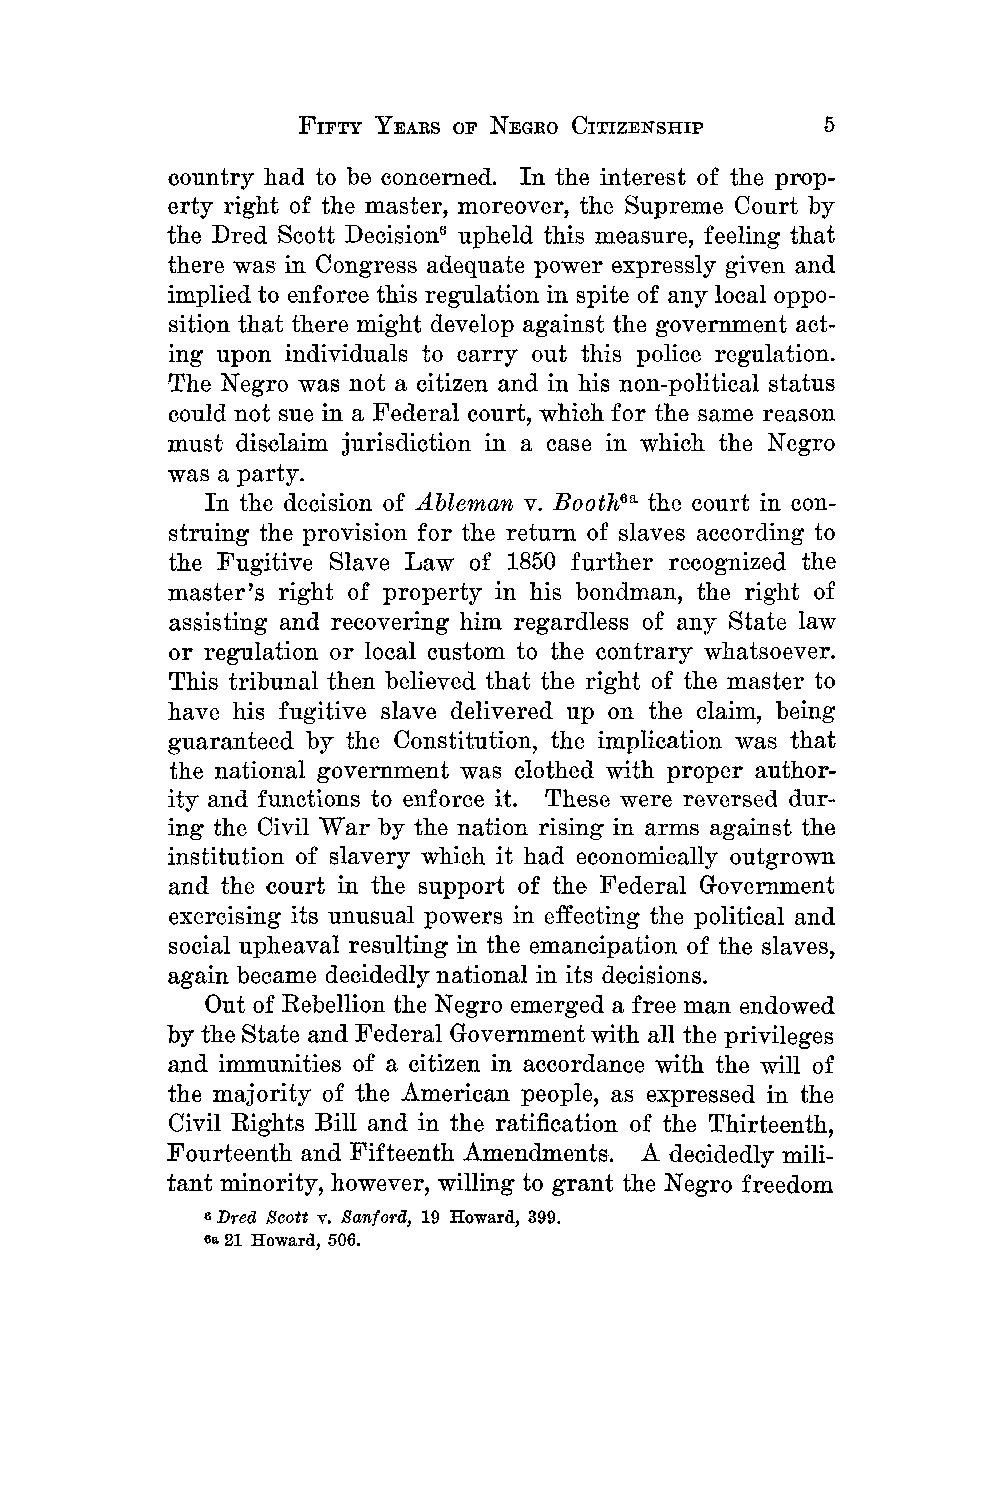 FIFTY YEARS OF NEGRO CITIZENSHIP 5
country had to be concerned. In the interest of the prop-
erty right of the master, moreover, the Supreme Court by
the Dred Scott Decision⁶ upheld this measure, feeling that
there was in Congress adequate power expressly given and
implied to enforce this regulation in spite of any local oppo-
sition that there might develop against the government act-
ing upon individuals to carry out this police regulation.
The Negro was not a citizen and in his non-political status
could not sue in a Federal court, which for the same reason
must disclaim jurisdiction in a case in which the Negro
was a party.
In the decision of Ableman v. Booth⁶ᵃ the court in con-
struing the provision for the return of slaves according to
the Fugitive Slave Law of 1850 further recognized the
master's right of property in his bondman, the right of
assisting and recovering him regardless of any State law
or regulation or local custom to the contrary whatsoever.
This tribunal then believed that the right of the master to
have his fugitive slave delivered up on the claim, being
guaranteed by the Constitution, the implication was that
the national government was clothed with proper author-
ity and functions to enforce it. These were reversed dur-
ing the Civil War by the nation rising in arms against the
institution of slavery which it had economically outgrown
and the court in the support of the Federal Government
exercising its unusual powers in effecting the political and
social upheaval resulting in the emancipation of the slaves,
again became decidedly national in its decisions.
Out of Rebellion the Negro emerged a free man endowed
by the State and Federal Government with all the privileges
and immunities of a citizen in accordance with the will of
the majority of the American people, as expressed in the
Civil Rights Bill and in the ratification of the Thirteenth,
Fourteenth and Fifteenth Amendments. A decidedly mili-
tant minority, however, willing to grant the Negro freedom
⁶ Dred Scott v. Sanford, 19 Howard, 399.
⁶ᵃ 21 Howard, 506.